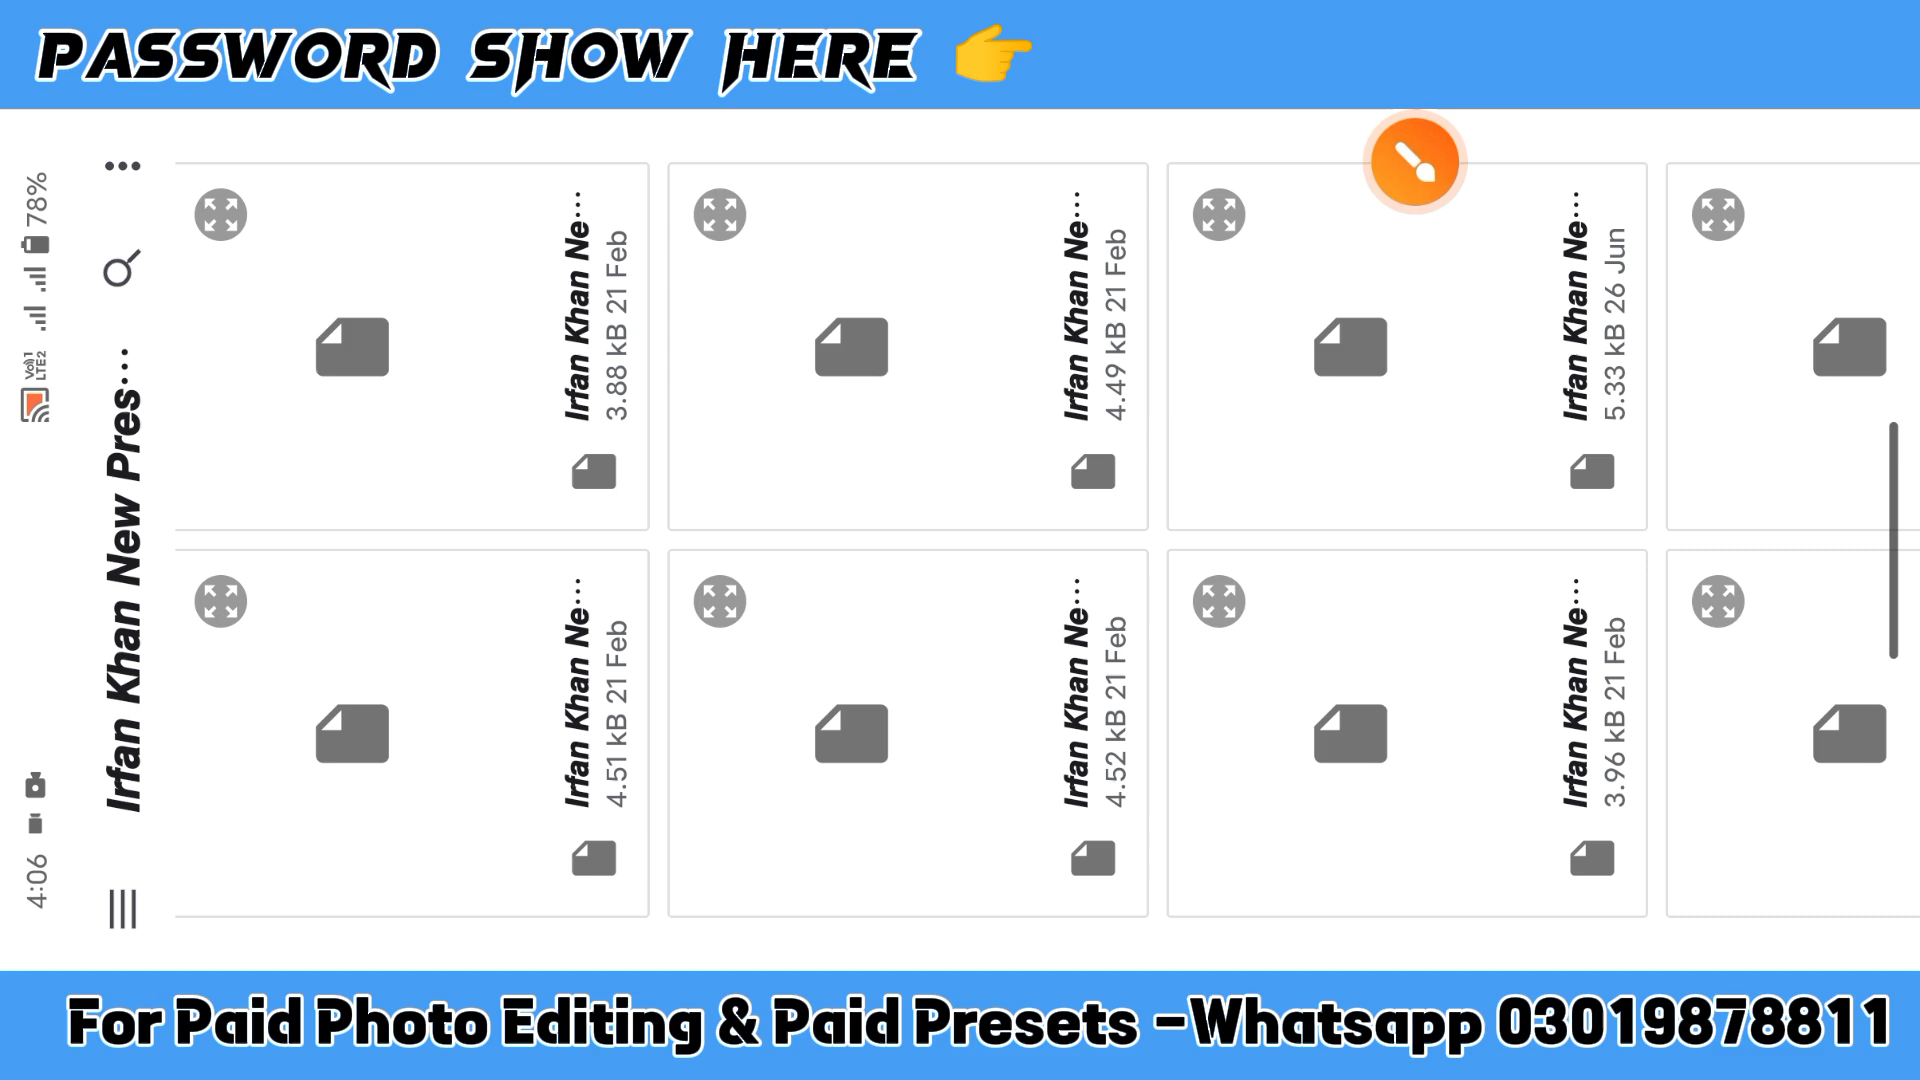 PASSWORD SHOW HERE 👉
4:06
Vo))1
LTE2
78%
Irfan Khan New Pres...
Irfan Khan Ne...
4.51 kB 21 Feb
Irfan Khan Ne...
3.88 kB 21 Feb
Irfan Khan Ne...
4.52 kB 21 Feb
Irfan Khan Ne...
4.49 kB 21 Feb
Irfan Khan Ne...
3.96 kB 21 Feb
Irfan Khan Ne...
5.33 kB 26 Jun
For Paid Photo Editing & Paid Presets -Whatsapp 03019878811